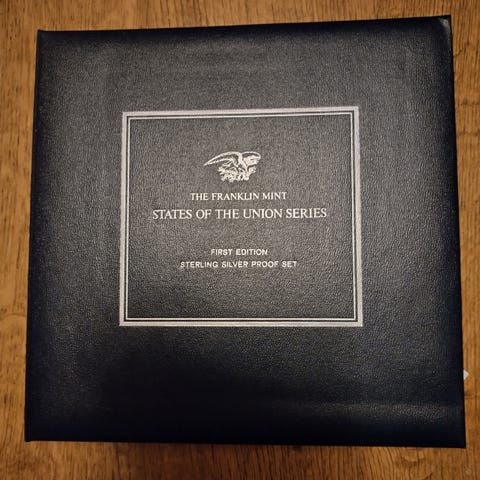 THE FRANKLIN MINT
STATES OF THE UNION SERIES
FIRST EDITION
STERLING SILVER PROOF SET